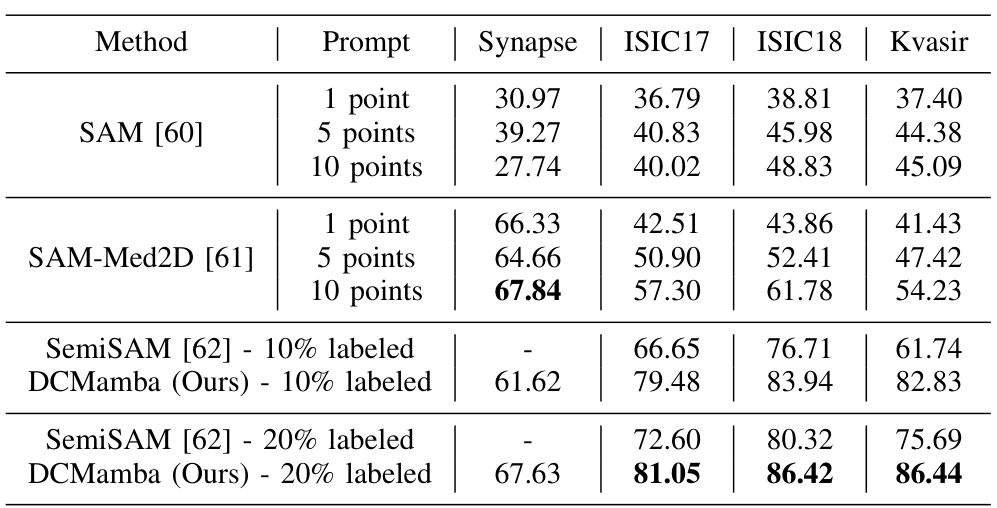 Method Prompt Synapse ISIC17 ISIC18 Kvasir
1 point 30.97 36.79 38.81 37.40
SAM [60] 5 points 39.27 40.83 45.98 44.38
10 points 27.74 40.02 48.83 45.09
1 point 66.33 42.51 43.86 41.43
SAM-Med2D [61] 5 points 64.66 50.90 52.41 47.42
10 points 67.84 57.30 61.78 54.23
SemiSAM [62] - 10% labeled - 66.65 76.71 61.74
DCMamba (Ours) - 10% labeled 61.62 79.48 83.94 82.83
SemiSAM [62] - 20% labeled - 72.60 80.32 75.69
DCMamba (Ours) - 20% labeled 67.63 81.05 86.42 86.44